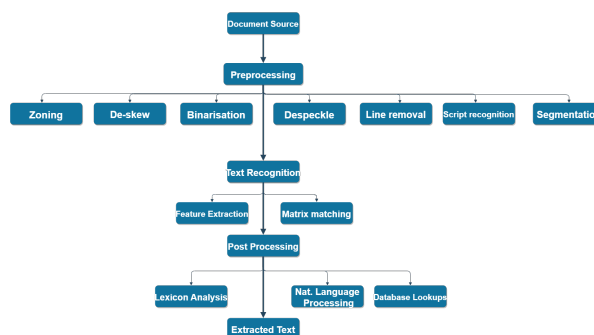 Document Source
Preprocessing
Zoning
De-skew
Binarisation
Despeckle
Line removal
Script recognition
Segmentatio
Text Recognition
Feature Extraction
Matrix matching
Post Processing
Lexicon Analysis
Nat. Language
Processing
Database Lookups
Extracted Text